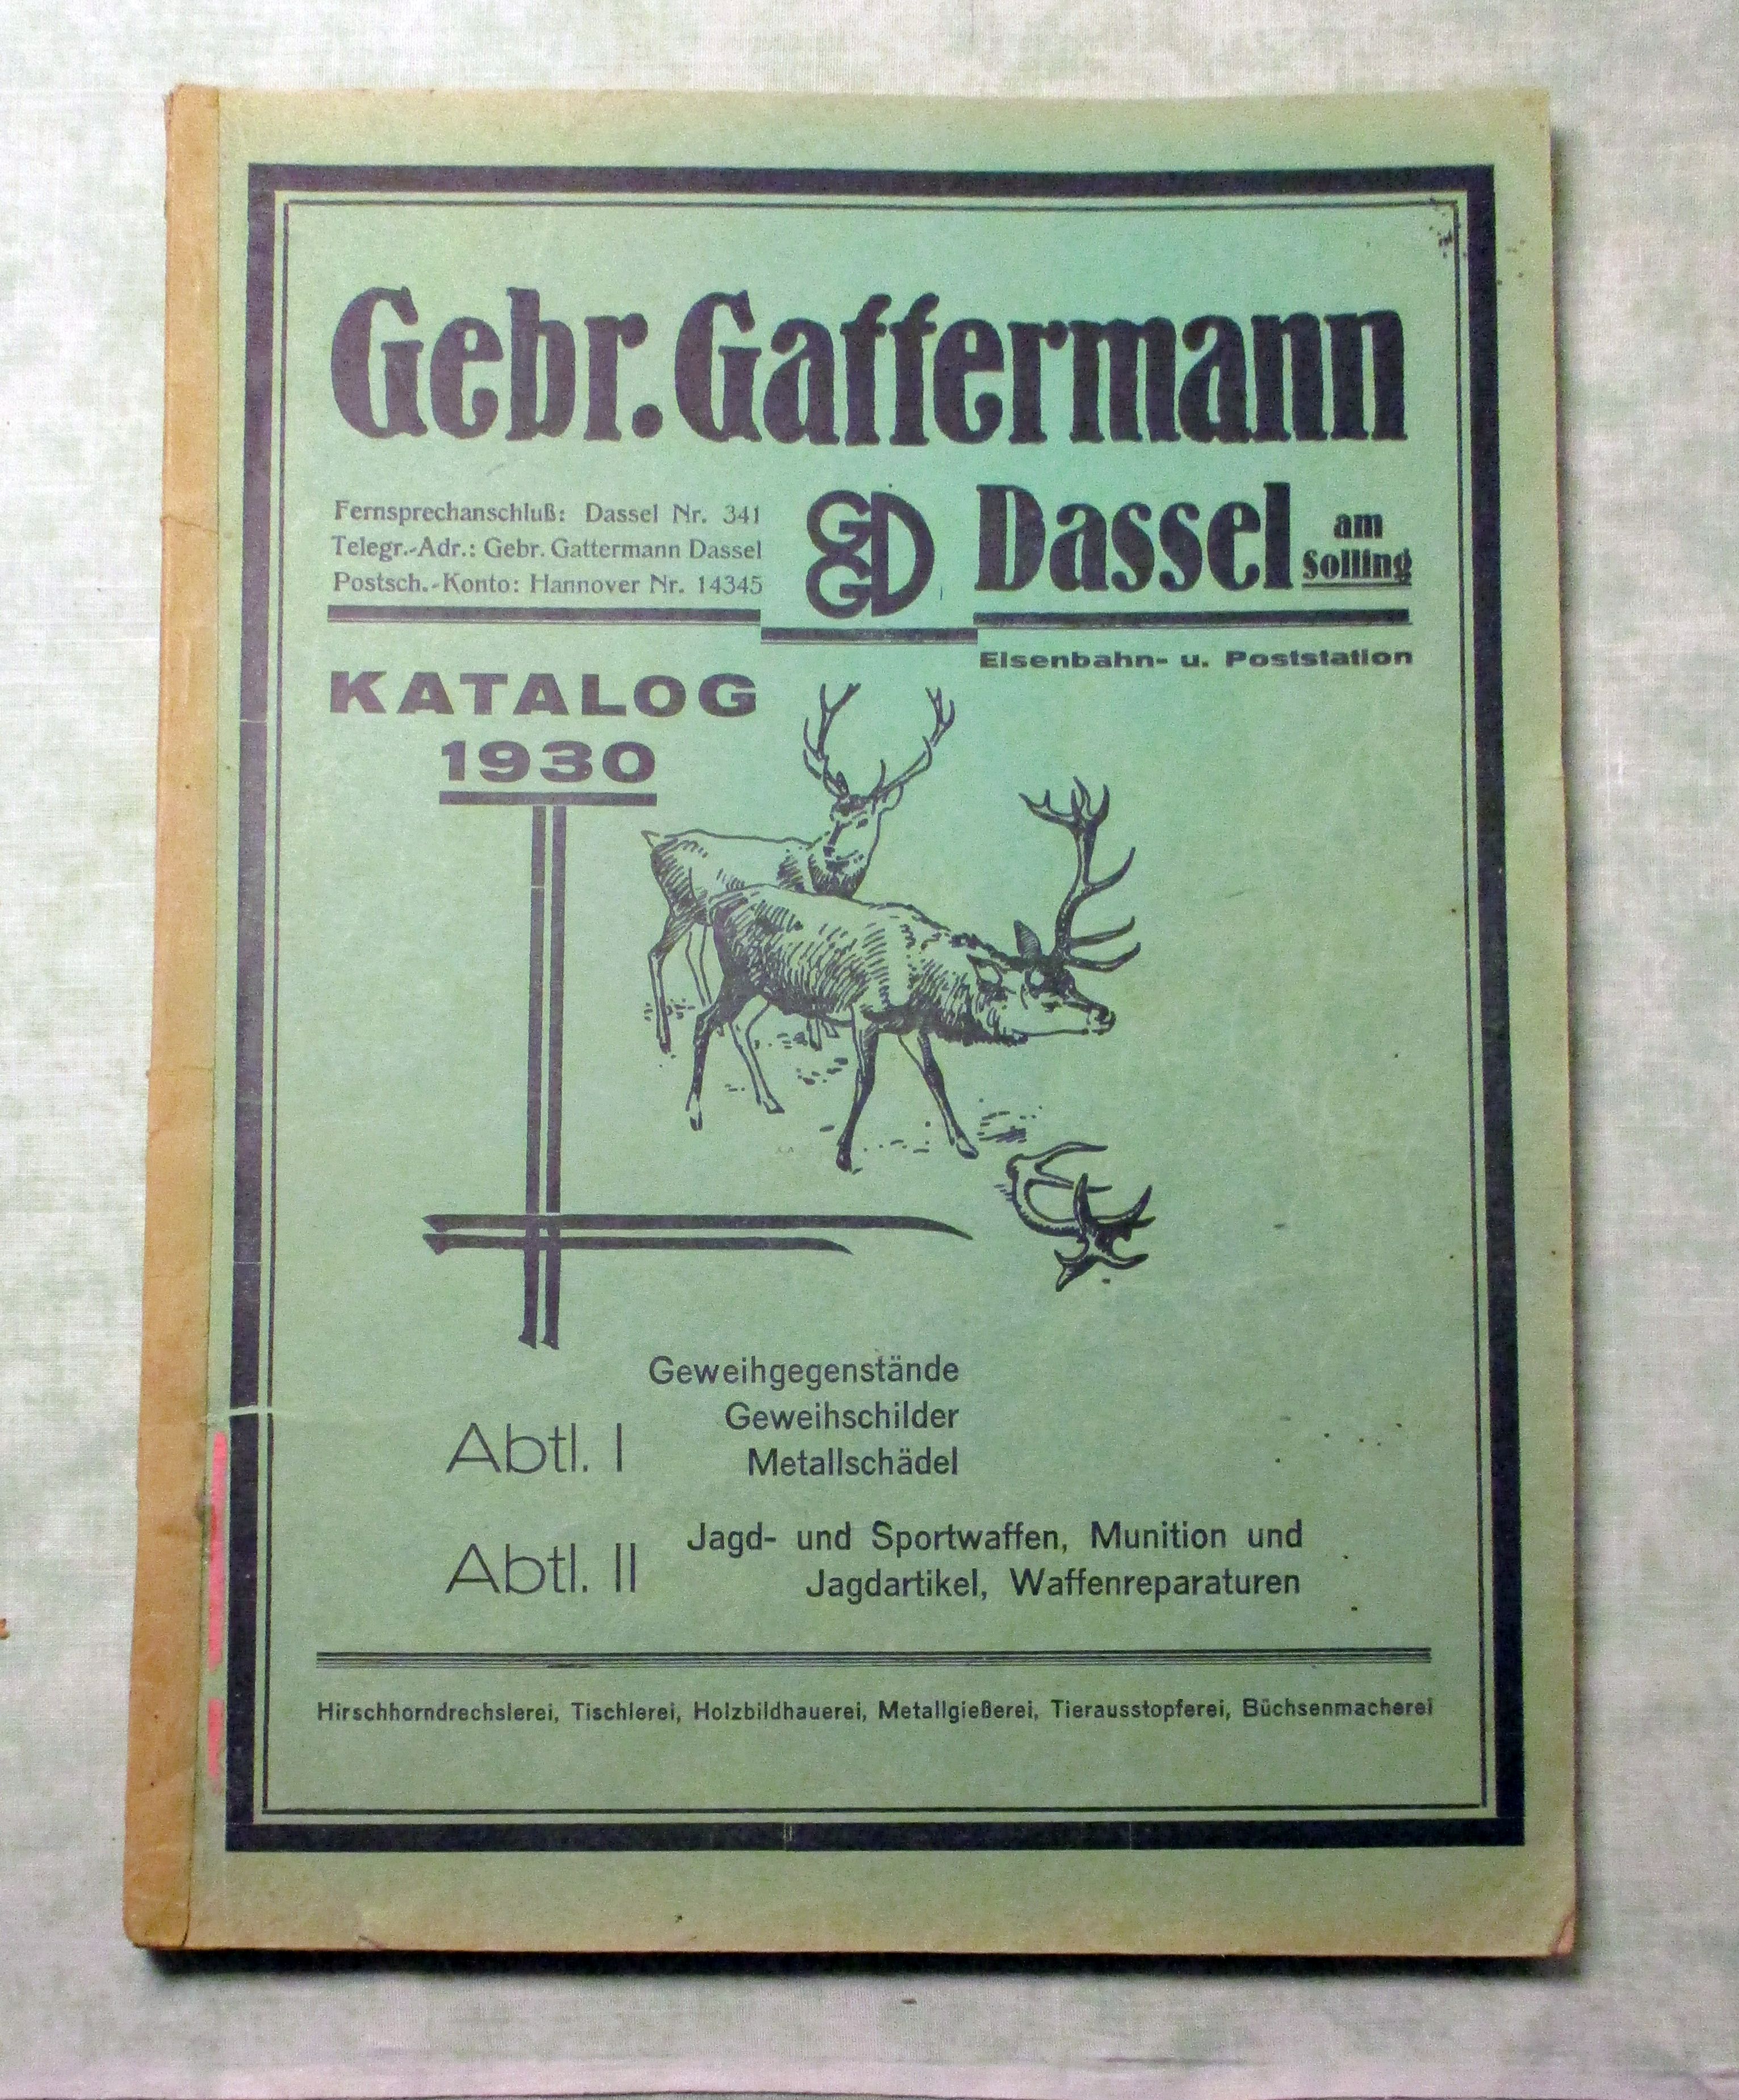 Gebr. Gattermann
Fernsprechanschluß: Dassel Nr. 341
Telegr.-Adr.: Gebr. Gattermann Dassel
Postsch.-Konto: Hannover Nr. 14345
GGD
Dassel am Solling
Eisenbahn- u. Poststation
KATALOG
1930
Abtl. I
Geweihgegenstände
Geweihschilder
Metallschädel
Abtl. II
Jagd- und Sportwaffen, Munition und
Jagdartikel, Waffenreparaturen
Hirschhorndrechslerei, Tischlerei, Holzbildhauerei, Metallgießerei, Tierausstopferei, Büchsenmacherei